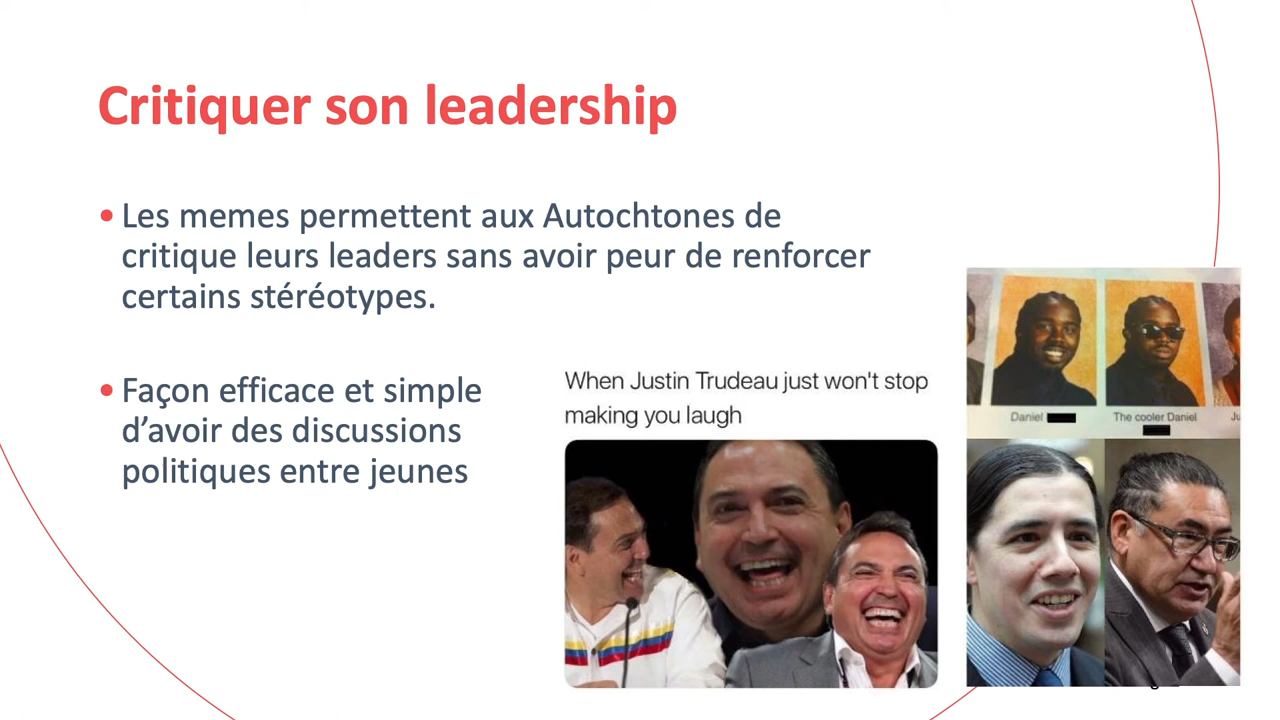 Critiquer son leadership
• Les memes permettent aux Autochtones de
critique leurs leaders sans avoir peur de renforcer
certains stéréotypes.
• Façon efficace et simple
d’avoir des discussions
politiques entre jeunes
When Justin Trudeau just won't stop
making you laugh
Daniel
The cooler Daniel